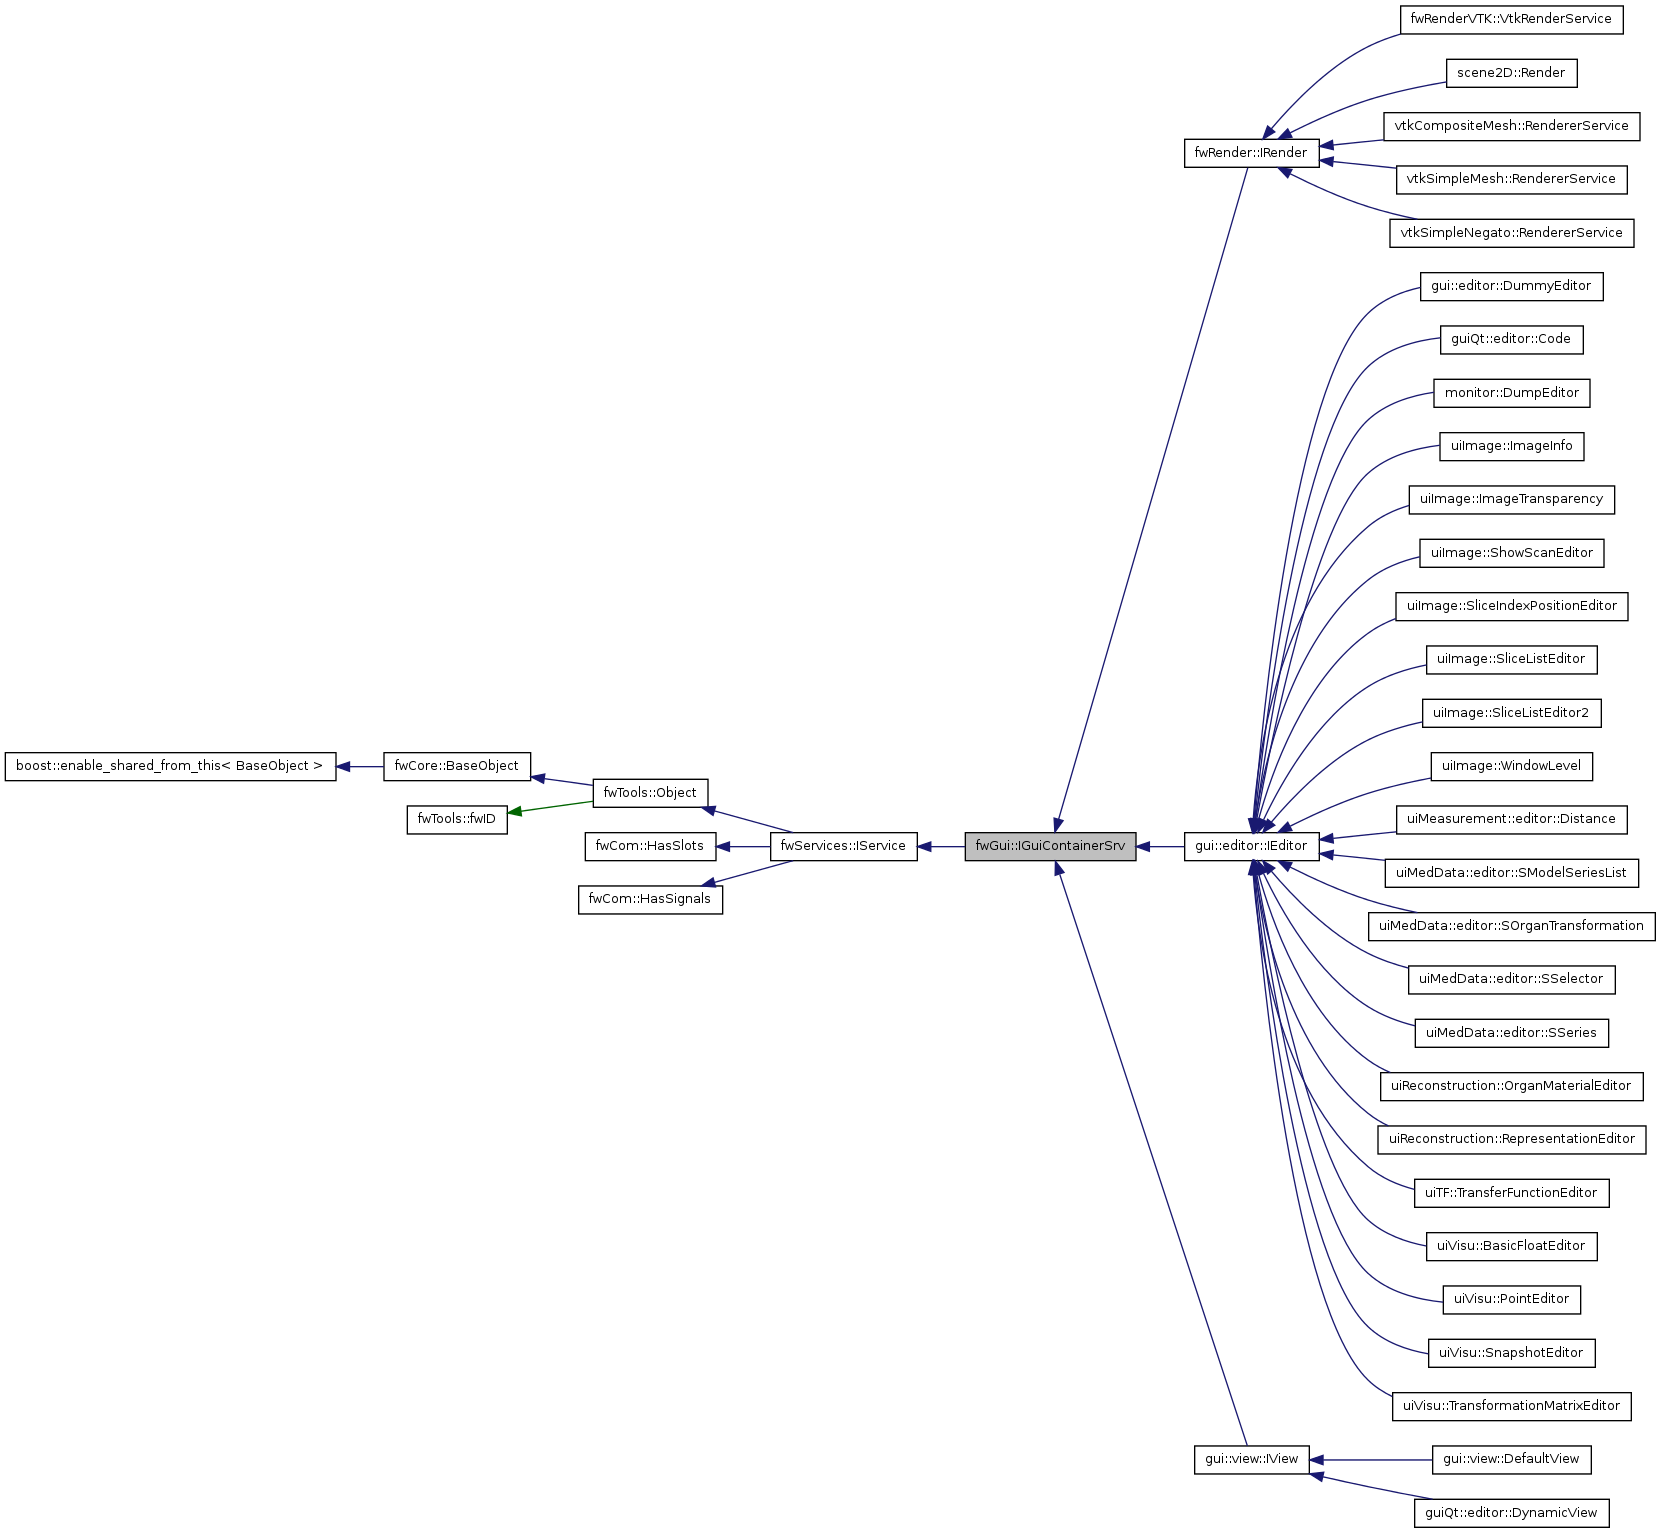 fwRenderVTK::VtkRenderService
scene2D::Render
vtkCompositeMesh::RendererService
fwRender::IRender
vtkSimpleMesh::RendererService
vtkSimpleNegato::RendererService
gui::editor::DummyEditor
guiQt::editor::Code
monitor::DumpEditor
uiImage::ImageInfo
uiImage::ImageTransparency
uiImage::ShowScanEditor
uiImage::SliceIndexPositionEditor
uiImage::SliceListEditor
uiImage::SliceListEditor2
boost::enable_shared_from_this< BaseObject >
fwCore::BaseObject
uiImage::WindowLevel
fwTools::Object
fwTools::fwID
uiMeasurement::editor::Distance
fwCom::HasSlots
fwServices::IService
fwGui::IGuiContainerSrv
gui::editor::IEditor
uiMedData::editor::SModelSeriesList
fwCom::HasSignals
uiMedData::editor::SOrganTransformation
uiMedData::editor::SSelector
uiMedData::editor::SSeries
uiReconstruction::OrganMaterialEditor
uiReconstruction::RepresentationEditor
uiTF::TransferFunctionEditor
uiVisu::BasicFloatEditor
uiVisu::PointEditor
uiVisu::SnapshotEditor
uiVisu::TransformationMatrixEditor
gui::view::IView
gui::view::DefaultView
guiQt::editor::DynamicView